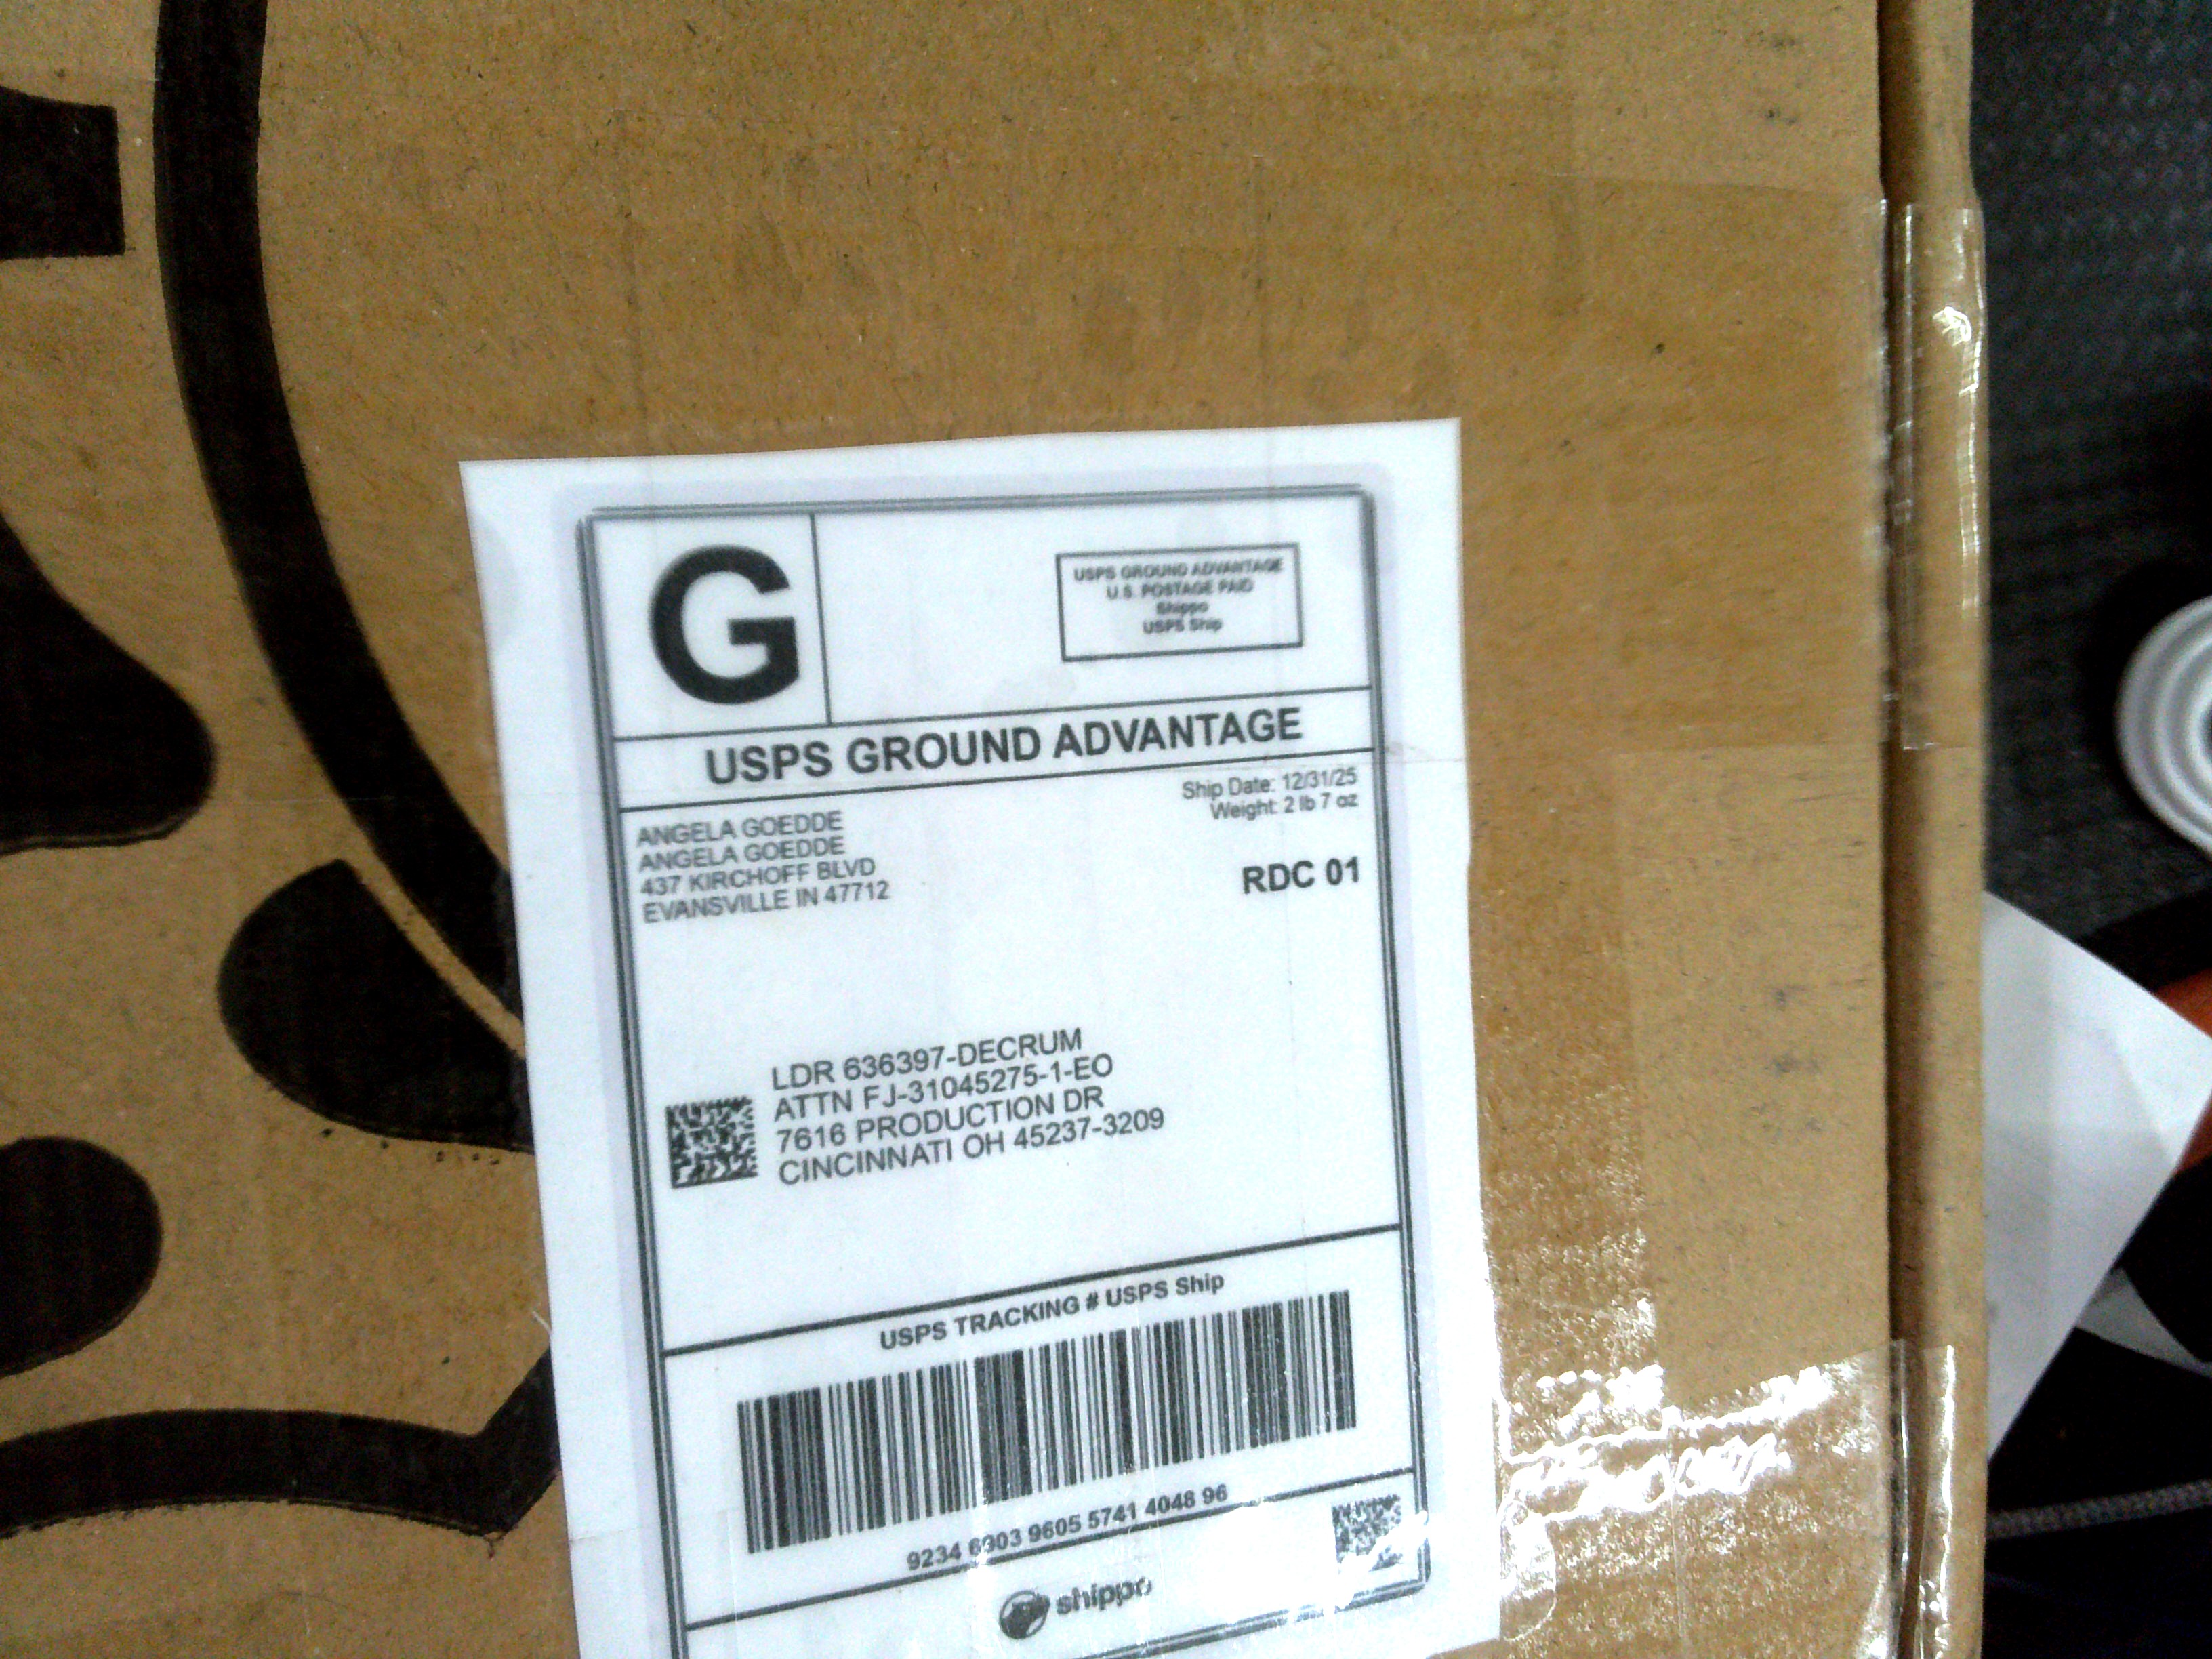 G
USPS GROUND ADVANTAGE
U.S. POSTAGE PAID
Shippo
USPS Ship
USPS GROUND ADVANTAGE
Ship Date: 12/31/25
Weight: 2 lb 7 oz
ANGELA GOEDDE
ANGELA GOEDDE
437 KIRCHOFF BLVD
EVANSVILLE IN 47712
RDC 01
LDR 636397-DECRUM
ATTN FJ-31045275-1-EO
7616 PRODUCTION DR
CINCINNATI OH 45237-3209
USPS TRACKING # USPS Ship
9234 6903 9605 5741 4048 96
shippo